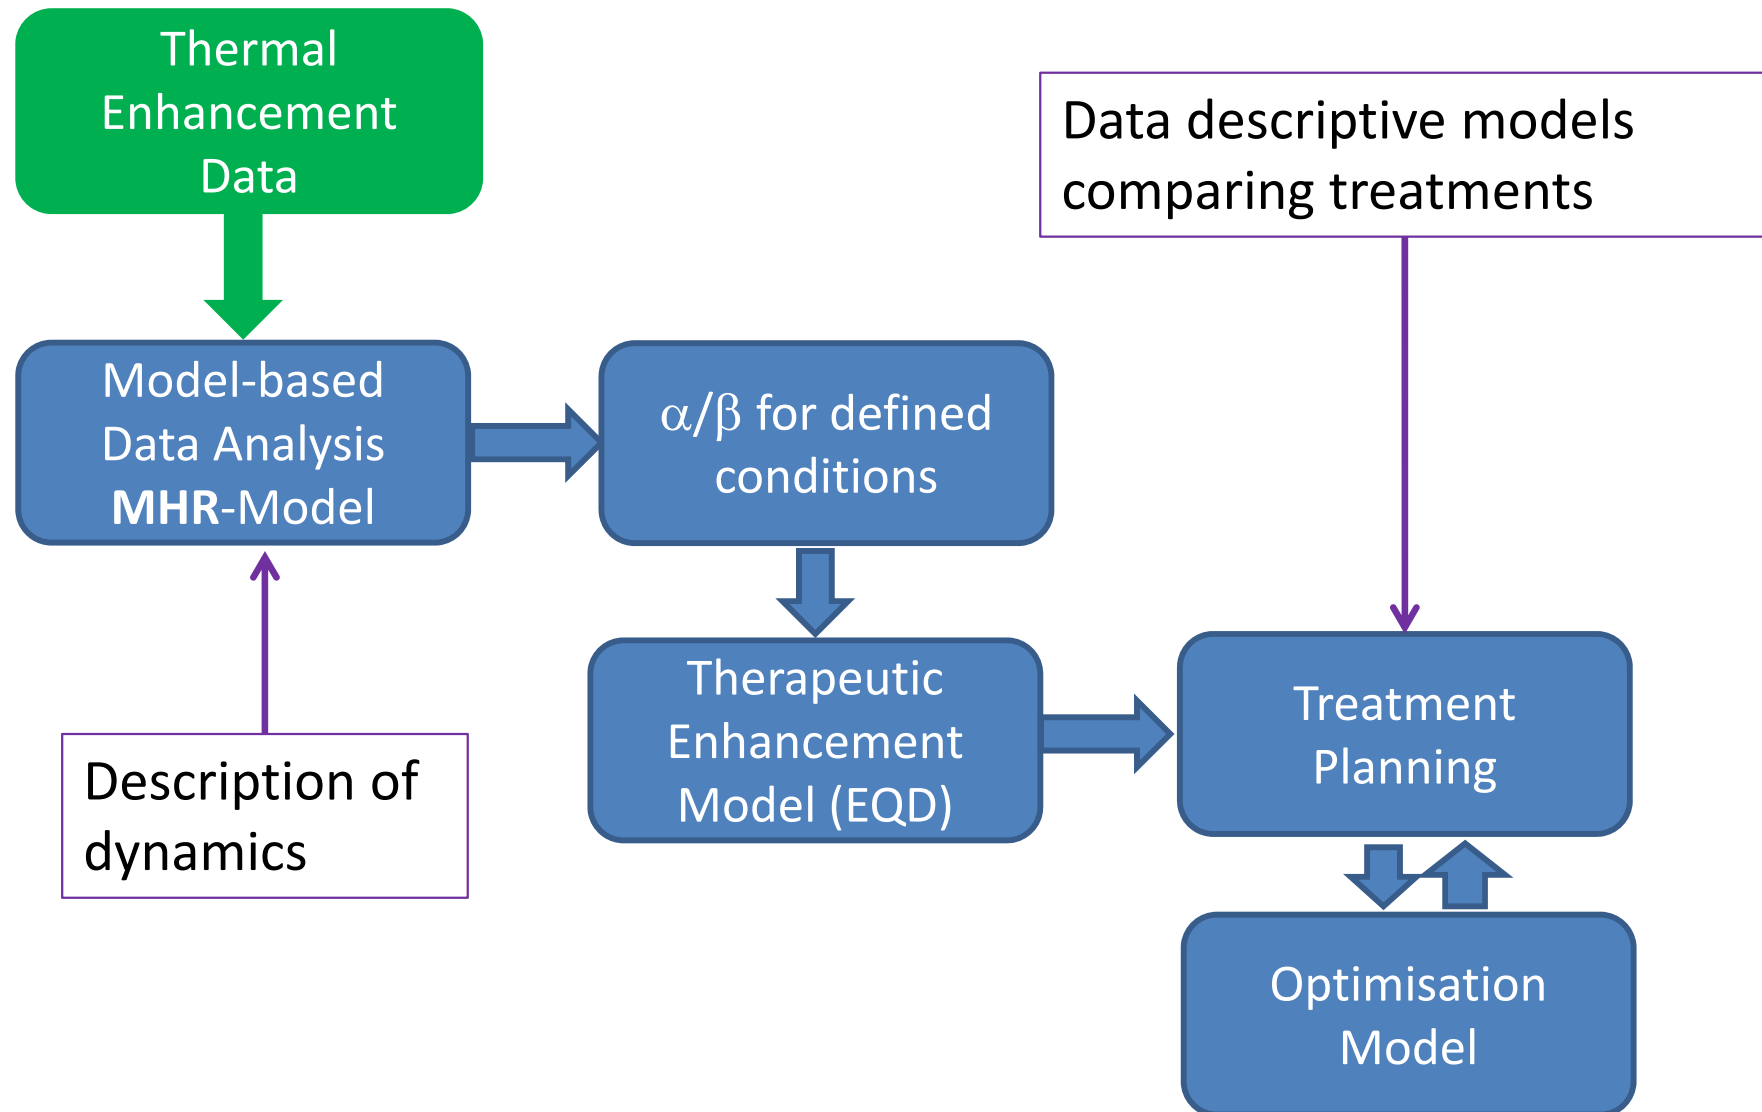 Thermal
Enhancement
Data
Data descriptive models
comparing treatments
Model-based
Data Analysis
MHR-Model
α/β for defined
conditions
Therapeutic
Enhancement
Model (EQD)
Treatment
Planning
Description of
dynamics
Optimisation
Model